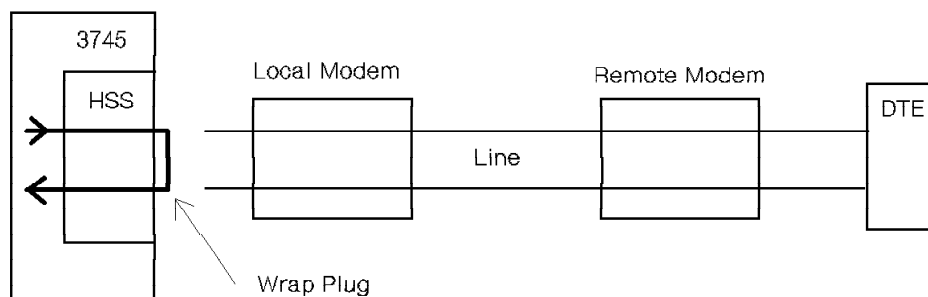 3745
Local Modem
Remote Modem
HSS
DTE
Line
Wrap Plug